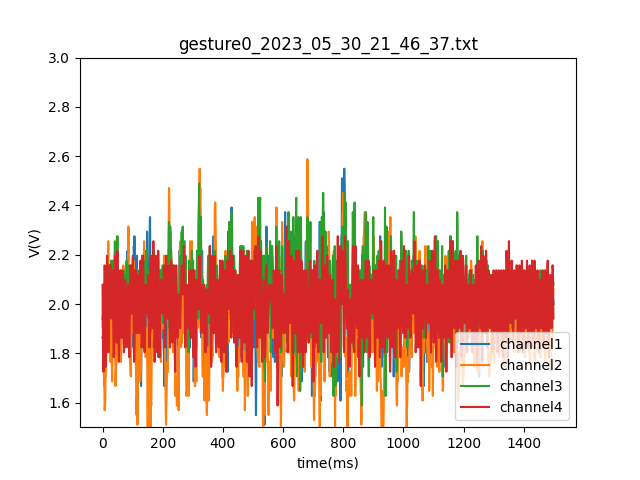 gesture0_2023_05_30_21_46_37.txt
3.0
2.8
2.6
2.4
2.2
2.0
1.8
1.6
V(V)
channel1
channel2
channel3
channel4
0 200 400 600 800 1000 1200 1400
time(ms)